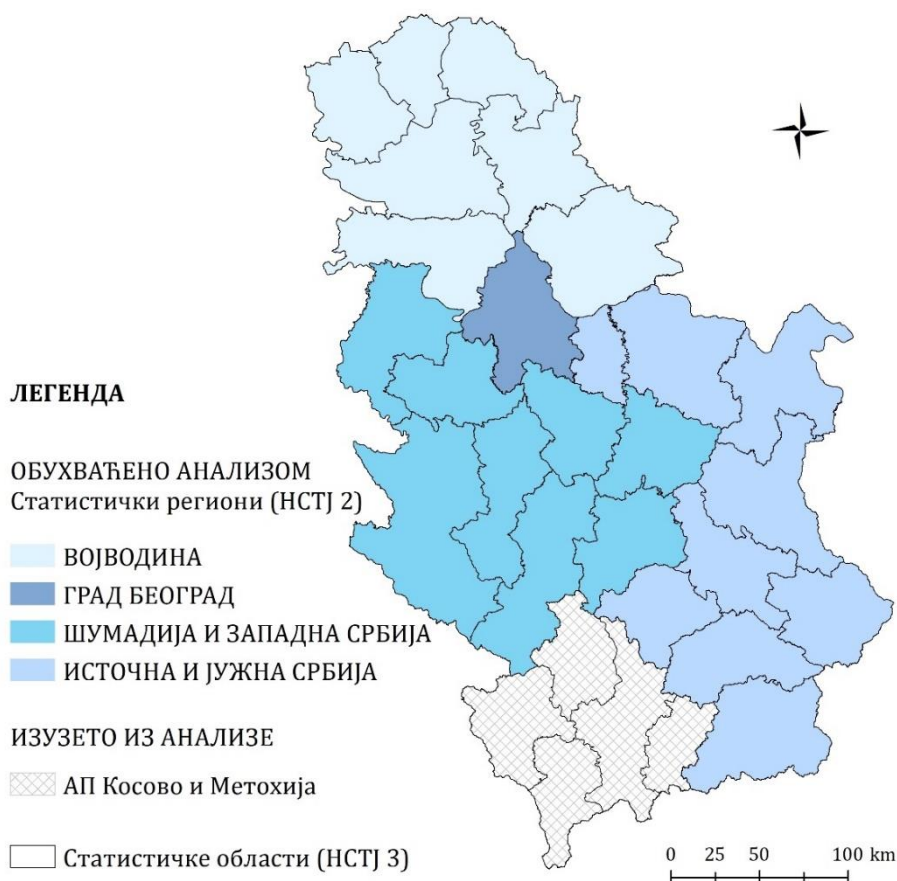 ЛЕГЕНДА
ОБУХВАЋЕНО АНАЛИЗОМ
Статистички региони (НСТЈ 2)
ВОЈВОДИНА
ГРАД БЕОГРАД
ШУМАДИЈА И ЗАПАДНА СРБИЈА
ИСТОЧНА И ЈУЖНА СРБИЈА
ИЗУЗЕТО ИЗ АНАЛИЗЕ
АП Косово и Метохија
Статистичке области (НСТЈ 3)
0 25 50 100 km